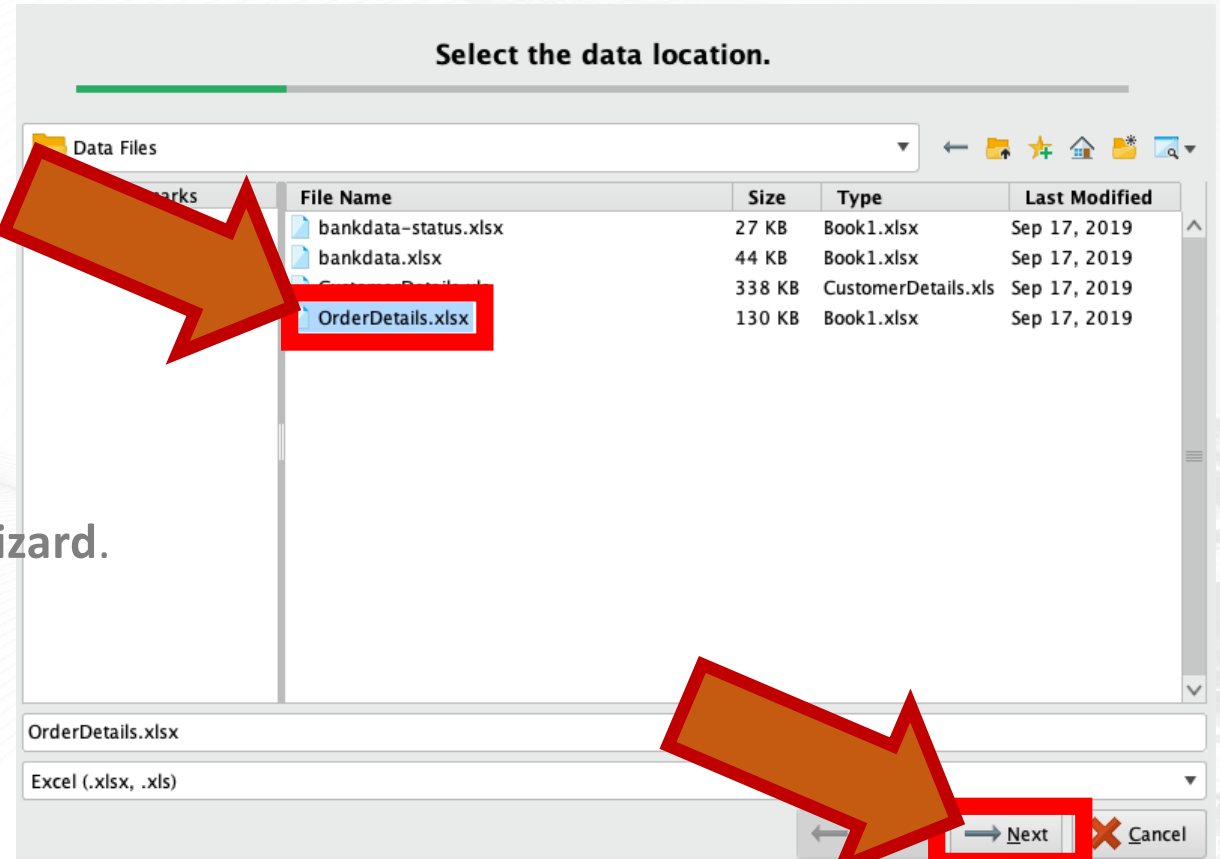 Select the data location.
Data Files
File Name Size Type Last Modified
bankdata-status.xlsx 27 KB Book1.xlsx Sep 17, 2019
bankdata.xlsx 44 KB Book1.xlsx Sep 17, 2019
338 KB CustomerDetails.xls Sep 17, 2019
OrderDetails.xlsx 130 KB Book1.xlsx Sep 17, 2019
izard.
OrderDetails.xlsx
Excel (.xlsx, .xls)
Next Cancel